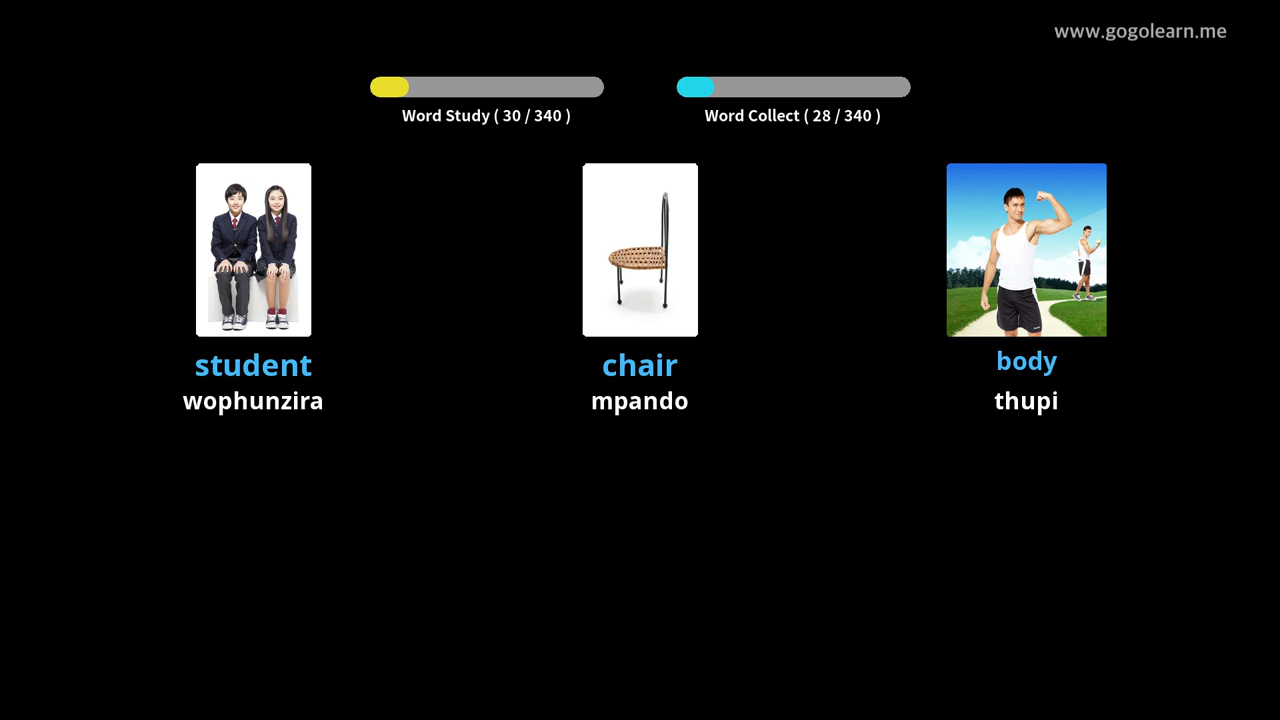 www.gogolearn.me
Word Study ( 30 / 340 )
Word Collect ( 28 / 340 )
student
wophunzira
chair
mpando
body
thupi